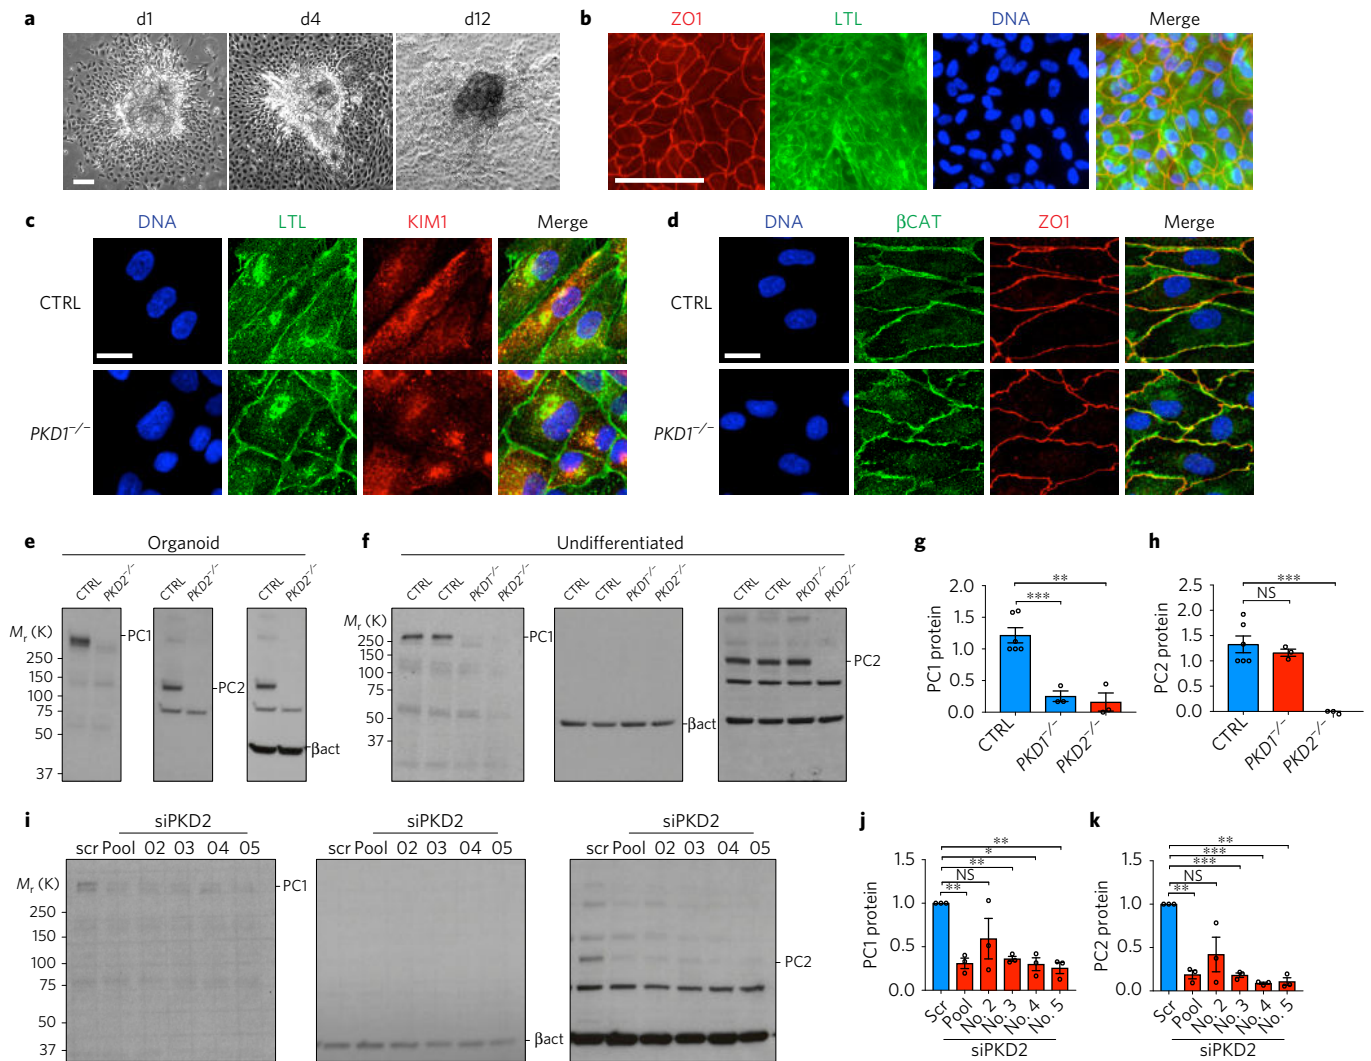 a
d1 d4 d12
b
ZO1 LTL DNA Merge
c
DNA LTL KIM1 Merge
CTRL
PKD1⁻/⁻
d
DNA βCAT ZO1 Merge
CTRL
PKD1⁻/⁻
e
Organoid
CTRL PKD2⁻/⁻ CTRL PKD2⁻/⁻ CTRL PKD2⁻/⁻
Mr (K)
PC1
250
150
100
75
50
37
PC2
βact
f
Undifferentiated
CTRL CTRL PKD1⁻/⁻ PKD2⁻/⁻ CTRL CTRL PKD1⁻/⁻ PKD2⁻/⁻ CTRL CTRL PKD1⁻/⁻ PKD2⁻/⁻
Mr (K)
250
150
100
75
50
37
PC1
βact
PC2
g
PC1 protein
2.0
1.5
1.0
0.5
0.0
**
***
CTRL PKD1⁻/⁻ PKD2⁻/⁻
h
PC2 protein
2.5
2.0
1.5
1.0
0.5
0.0
***
NS
CTRL PKD1⁻/⁻ PKD2⁻/⁻
i
siPKD2 siPKD2 siPKD2
scr Pool 02 03 04 05 scr Pool 02 03 04 05 scr Pool 02 03 04 05
Mr (K)
250
150
100
75
50
37
PC1
βact
PC2
j
PC1 protein
1.5
1.0
0.5
0.0
**
*
**
NS
**
Scr Pool No. 2 No. 3 No. 4 No. 5
siPKD2
k
PC2 protein
1.5
1.0
0.5
0.0
**
***
***
NS
**
Scr Pool No. 2 No. 3 No. 4 No. 5
siPKD2